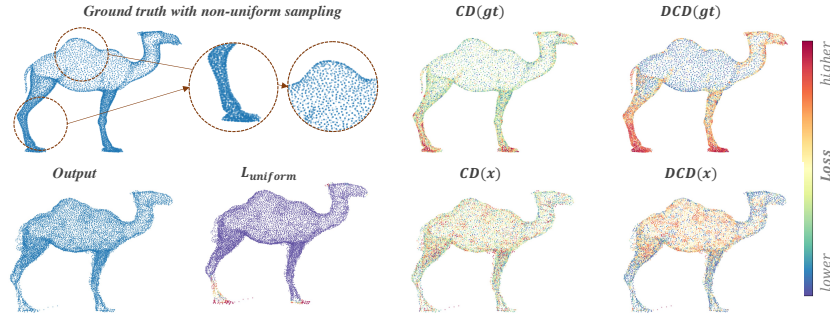 Ground truth with non-uniform sampling
CD(gt)
DCD(gt)
higher
Loss
lower
Output
L_uniform
CD(x)
DCD(x)